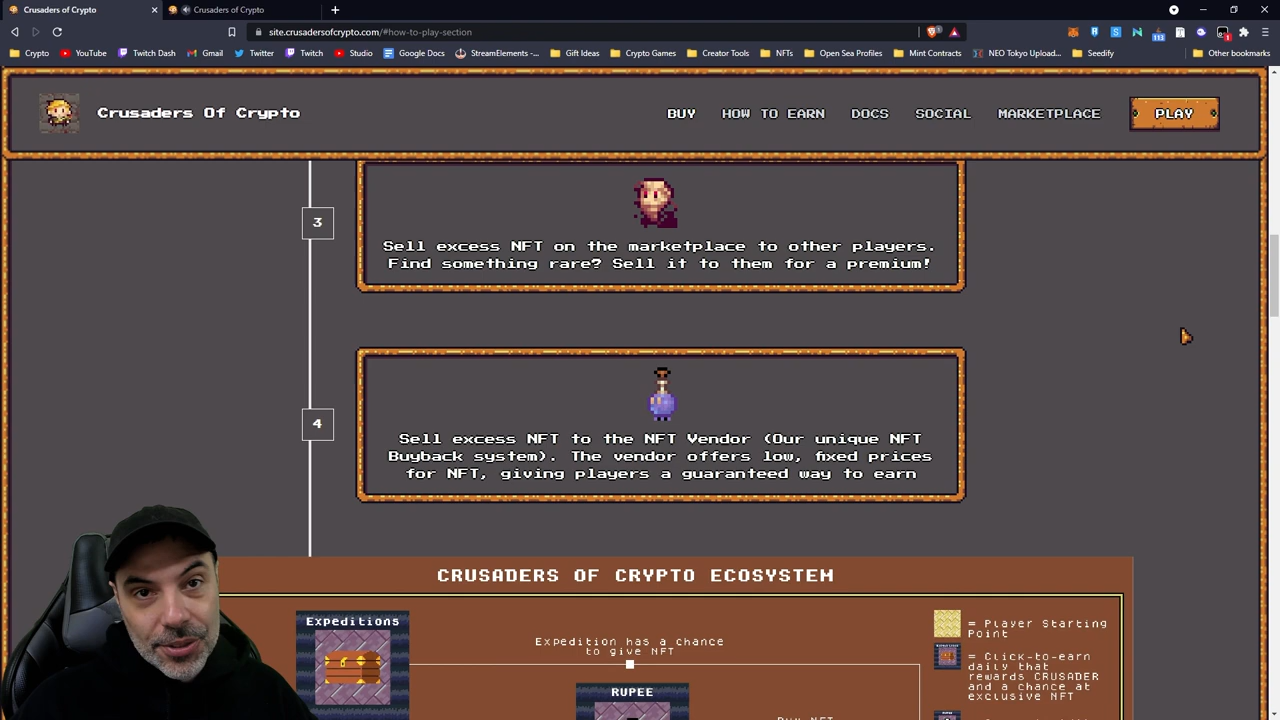 Crusaders of Crypto
Crusaders of Crypto
site.crusadersofcrypto.com/#how-to-play-section
Crypto
YouTube
Twitch Dash
Gmail
Twitter
Twitch
Studio
Google Docs
StreamElements -...
Gift Ideas
Crypto Games
Creator Tools
NFTs
Open Sea Profiles
Mint Contracts
NEO Tokyo Upload...
Seedify
Other bookmarks
Crusaders Of Crypto
BUY
HOW TO EARN
DOCS
SOCIAL
MARKETPLACE
PLAY
3
Sell excess NFT on the marketplace to other players.
Find something rare? Sell it to them for a premium!
4
Sell excess NFT to the NFT Vendor (Our unique NFT
Buyback system). The vendor offers low, fixed prices
for NFT, giving players a guaranteed way to earn
CRUSADERS OF CRYPTO ECOSYSTEM
Expeditions
Expedition has a chance
to give NFT
RUPEE
= Player Starting
Point
= Click-to-earn
daily that
rewards CRUSADER
and a chance at
exclusive NFT